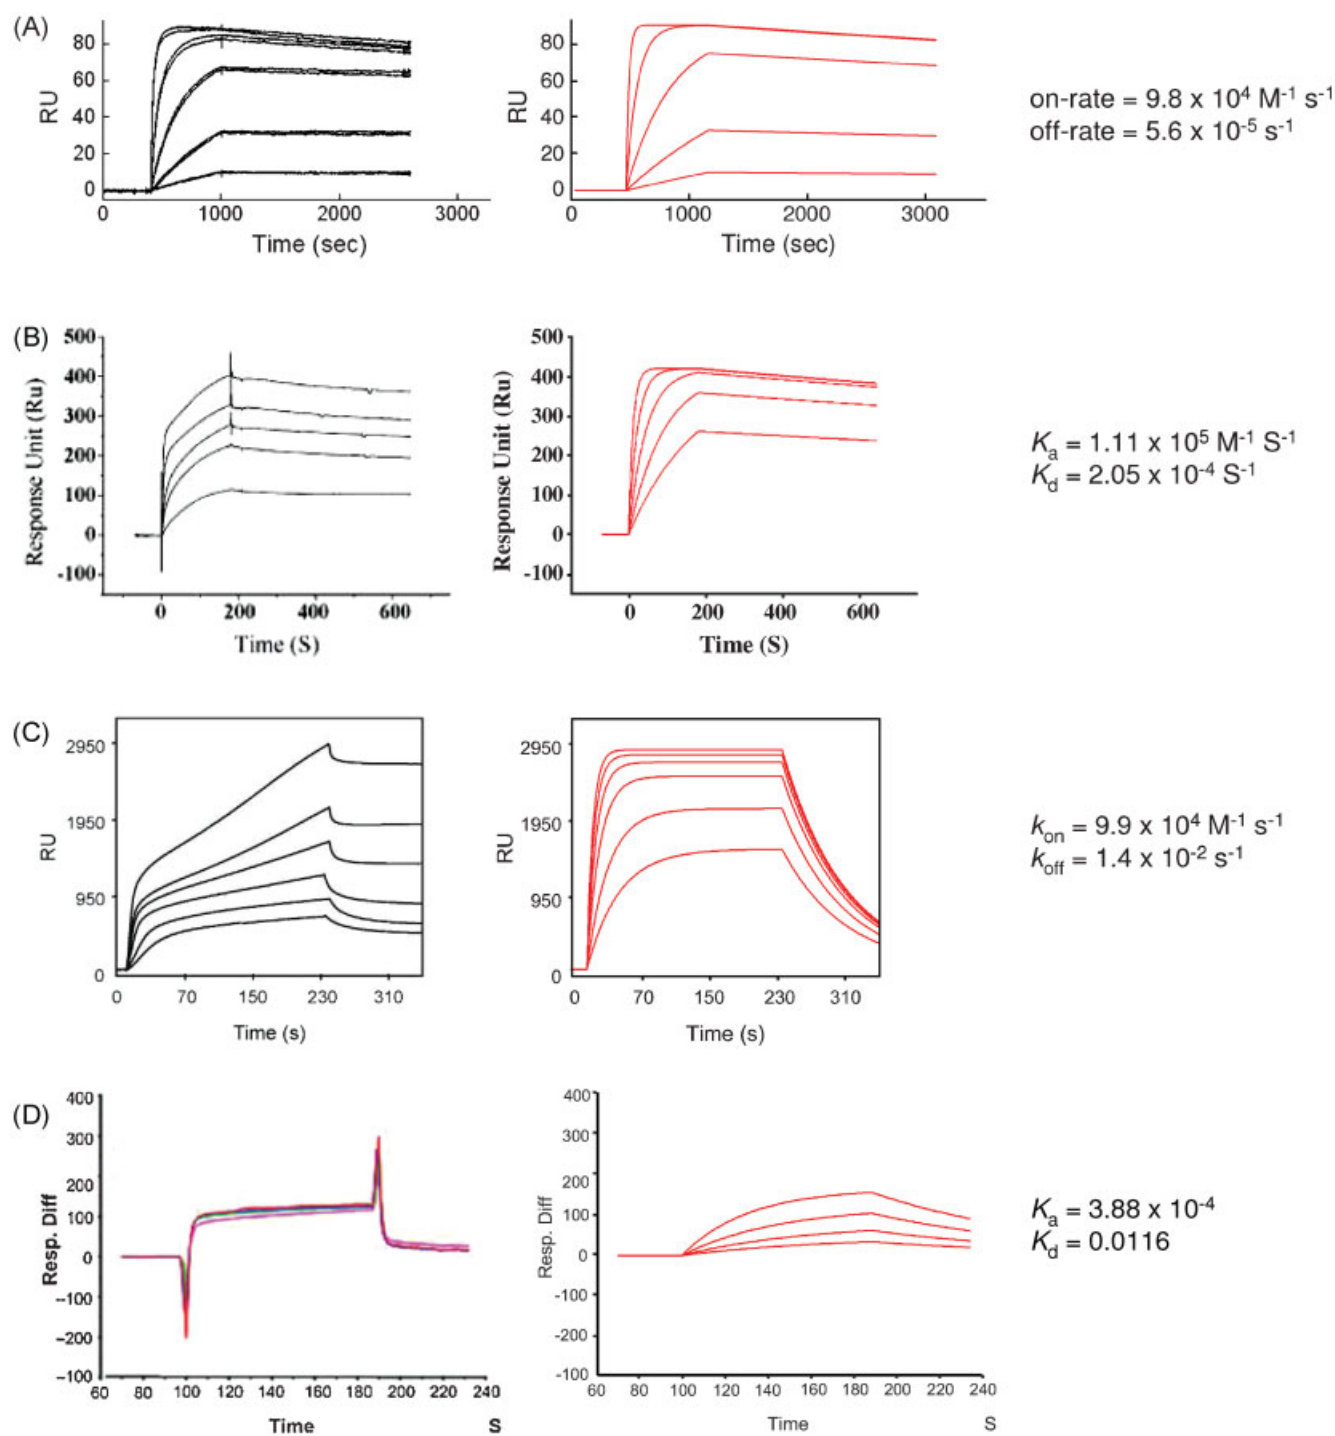 (A)
80
60
40
20
0
RU
0 1000 2000 3000
Time (sec)
80
60
40
20
0
RU
0 1000 2000 3000
Time (sec)
on-rate = 9.8 x 10⁴ M⁻¹ s⁻¹
off-rate = 5.6 x 10⁻⁵ s⁻¹
(B)
500
400
300
200
100
0
-100
Response Unit (Ru)
0 200 400 600
Time (S)
500
400
300
200
100
0
-100
Response Unit (Ru)
0 200 400 600
Time (S)
Kₐ = 1.11 x 10⁵ M⁻¹ S⁻¹
K_d = 2.05 x 10⁻⁴ S⁻¹
(C)
2950
1950
950
0
RU
0 70 150 230 310
Time (s)
2950
1950
950
0
RU
0 70 150 230 310
Time (s)
k_on = 9.9 x 10⁴ M⁻¹ s⁻¹
k_off = 1.4 x 10⁻² s⁻¹
(D)
400
300
200
100
0
-100
-200
-100
Resp. Diff
60 80 100 120 140 160 180 200 220 240
Time S
400
300
200
100
0
-100
-200
-100
Resp. Diff
60 80 100 120 140 160 180 200 220 240
Time S
Kₐ = 3.88 x 10⁻⁴
K_d = 0.0116